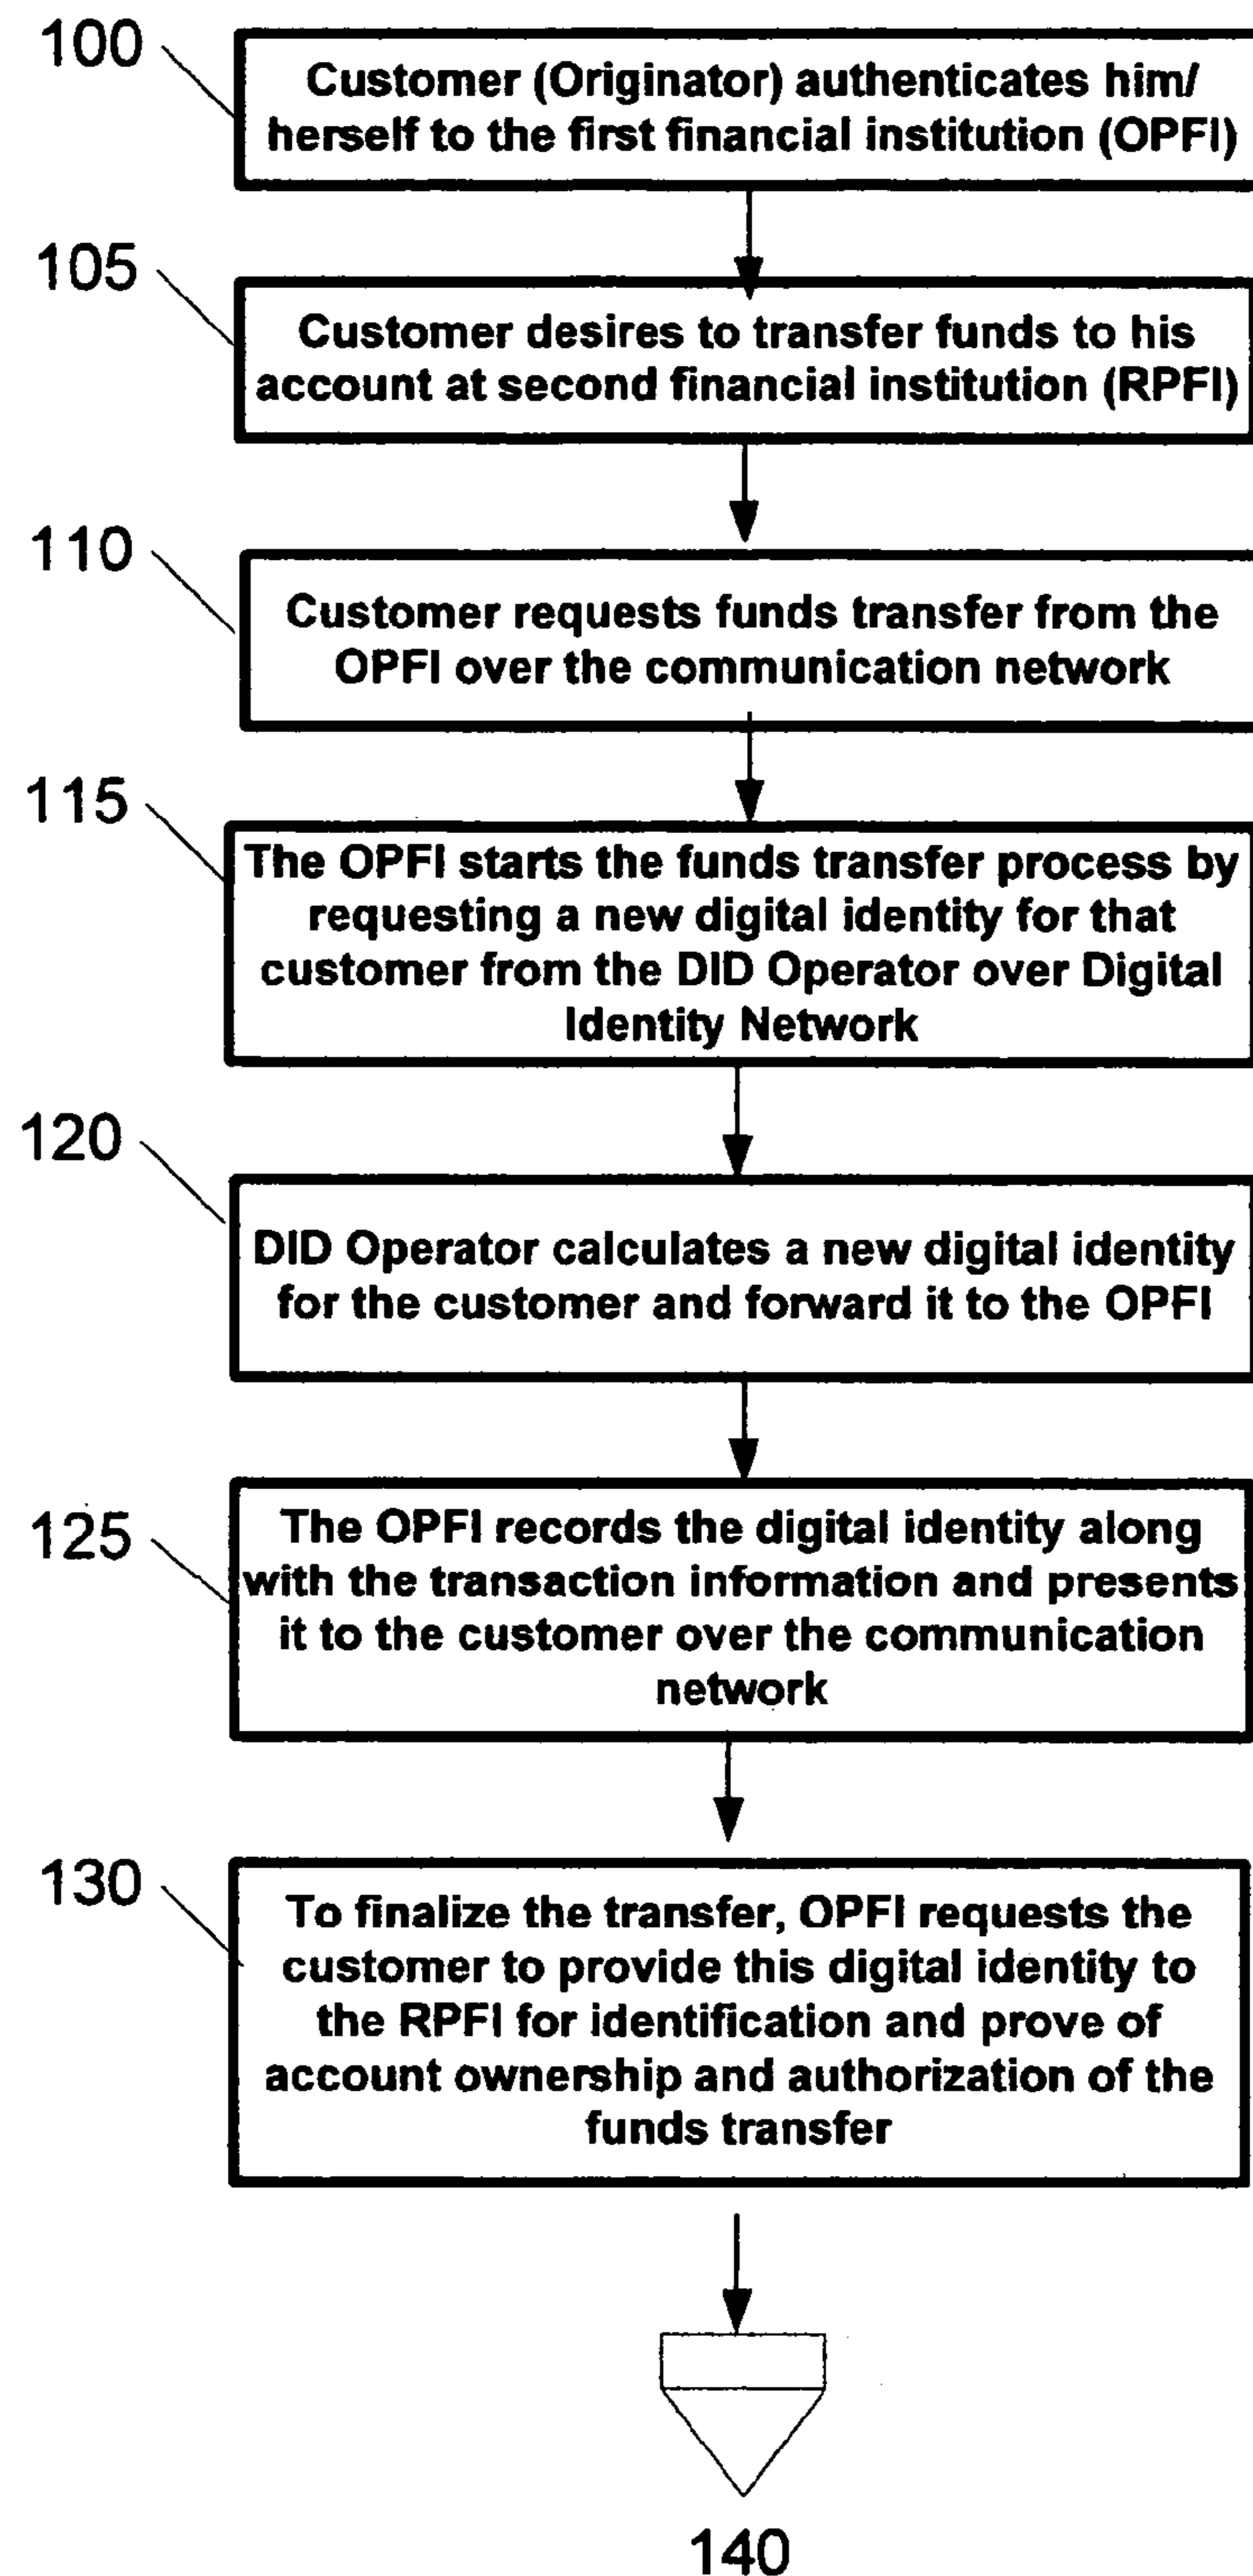 100
Customer (Originator) authenticates him/
herself to the first financial institution (OPFI)
105
Customer desires to transfer funds to his
account at second financial institution (RPFI)
110
Customer requests funds transfer from the
OPFI over the communication network
115
The OPFI starts the funds transfer process by
requesting a new digital identity for that
customer from the DID Operator over Digital
Identity Network
120
DID Operator calculates a new digital identity
for the customer and forward it to the OPFI
125
The OPFI records the digital identity along
with the transaction information and presents
it to the customer over the communication
network
130
To finalize the transfer, OPFI requests the
customer to provide this digital identity to
the RPFI for identification and prove of
account ownership and authorization of the
funds transfer
140